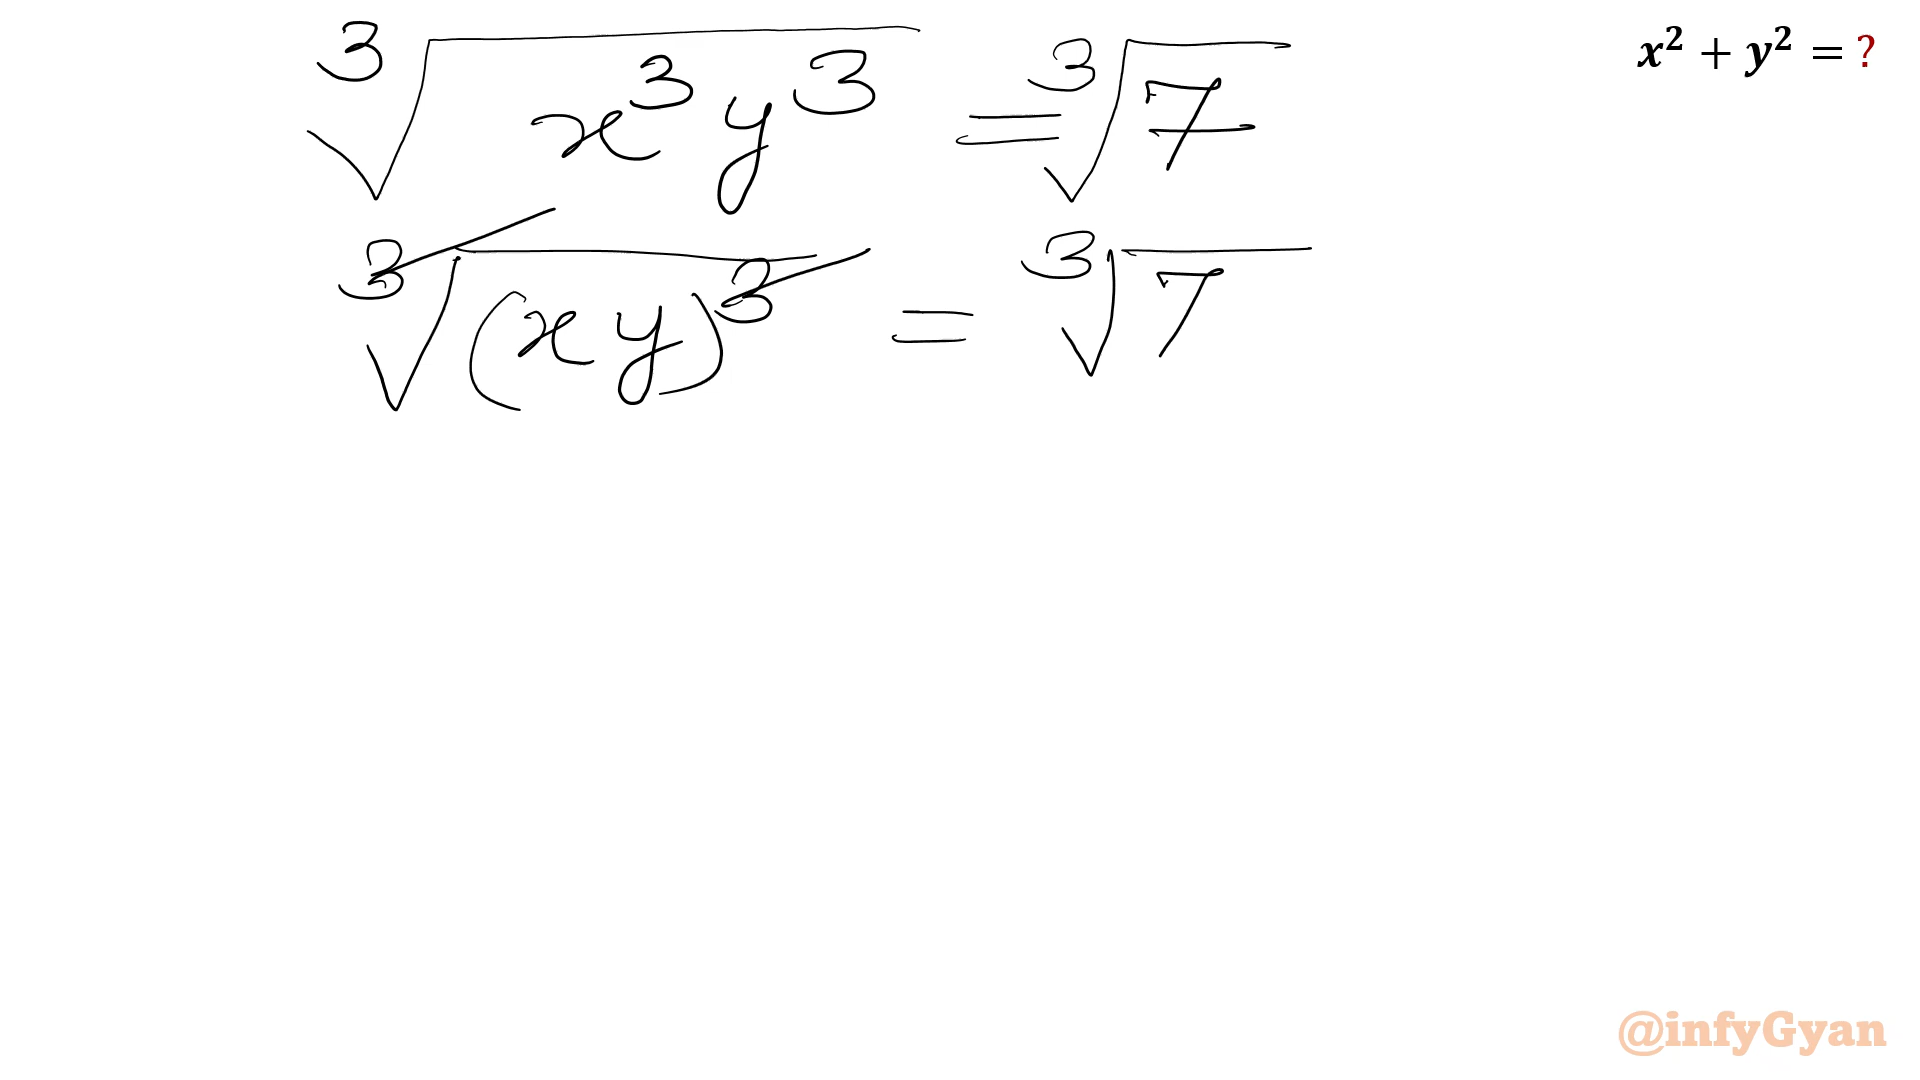 ∛(x³y³) = ∛7 x² + y² = ?
∛((xy)³) = ∛7
@infyGyan